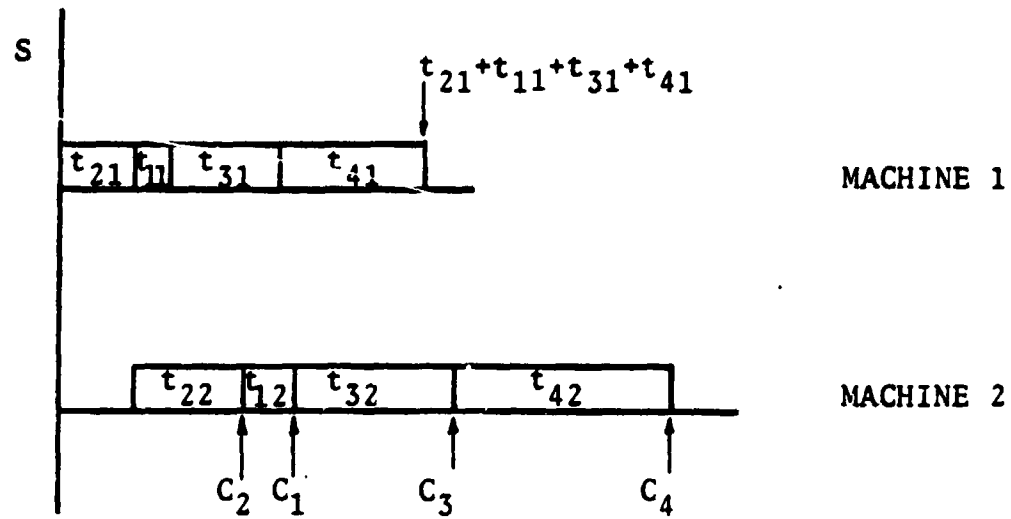 S
t21+t11+t31+t41
t21 t11 t31 t41
MACHINE 1
t22 t12 t32 t42
MACHINE 2
C2 C1 C3 C4